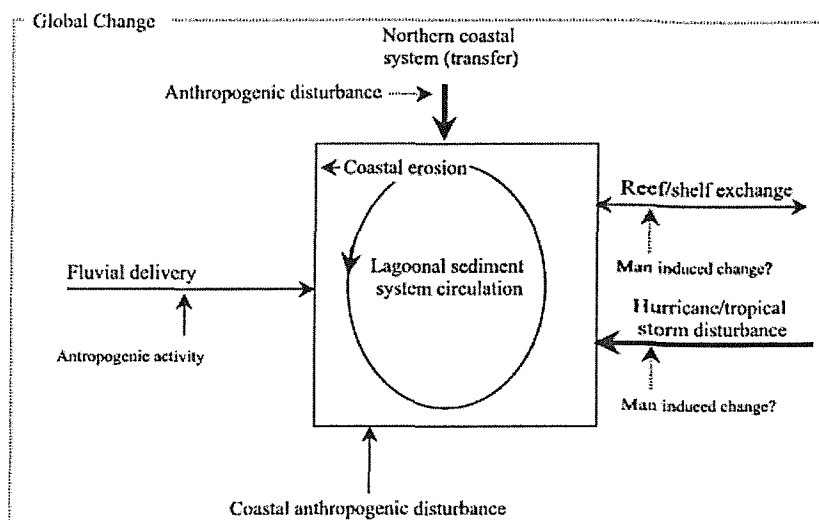 Global Change
Northern coastal
system (transfer)
Anthropogenic disturbance
Coastal erosion
Reef/shelf exchange
Man induced change?
Fluvial delivery
Lagoonal sediment
system circulation
Hurricane/tropical
storm disturbance
Antropogenic activity
Man induced change?
Coastal anthropogenic disturbance